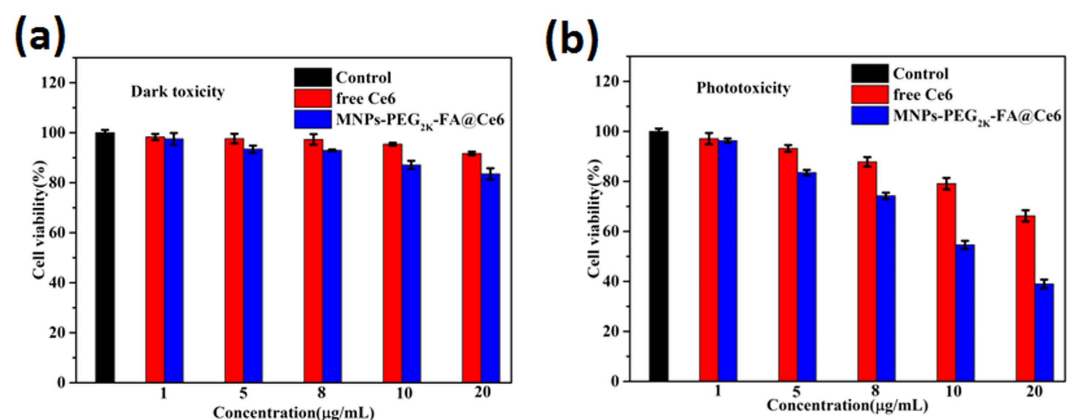 (a)
Dark toxicity
Control
free Ce6
MNPs-PEG2K-FA@Ce6
Cell viability(%)
120
100
80
60
40
20
0
1 5 8 10 20
Concentration(μg/mL)
(b)
Phototoxicity
Control
free Ce6
MNPs-PEG2K-FA@Ce6
Cell viability(%)
120
100
80
60
40
20
0
1 5 8 10 20
Concentration(μg/mL)